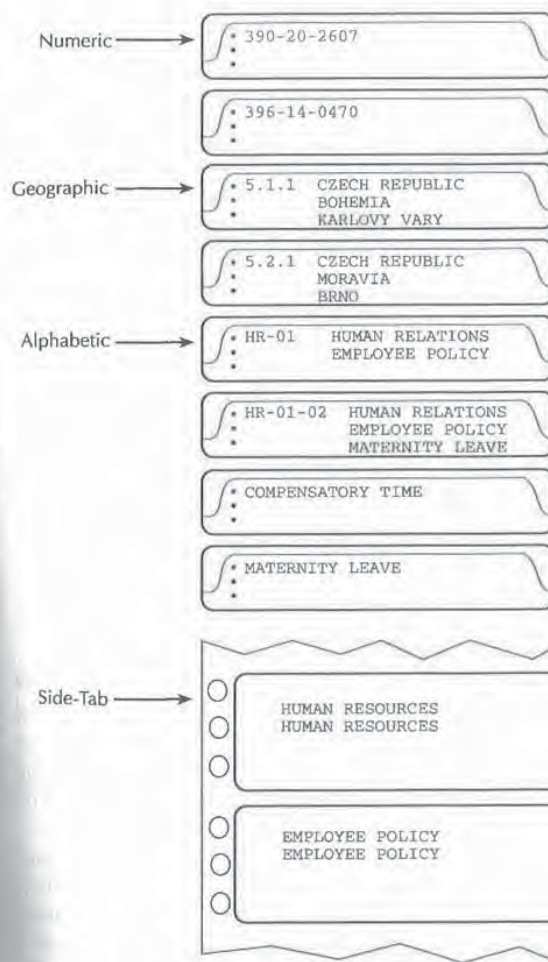 Numeric
390-20-2607
396-14-0470
Geographic
5.1.1 CZECH REPUBLIC
BOHEMIA
KARLOVY VARY
5.2.1 CZECH REPUBLIC
MORAVIA
BRNO
Alphabetic
HR-01 HUMAN RELATIONS
EMPLOYEE POLICY
HR-01-02 HUMAN RELATIONS
EMPLOYEE POLICY
MATERNITY LEAVE
COMPENSATORY TIME
MATERNITY LEAVE
Side-Tab
HUMAN RESOURCES
HUMAN RESOURCES
EMPLOYEE POLICY
EMPLOYEE POLICY